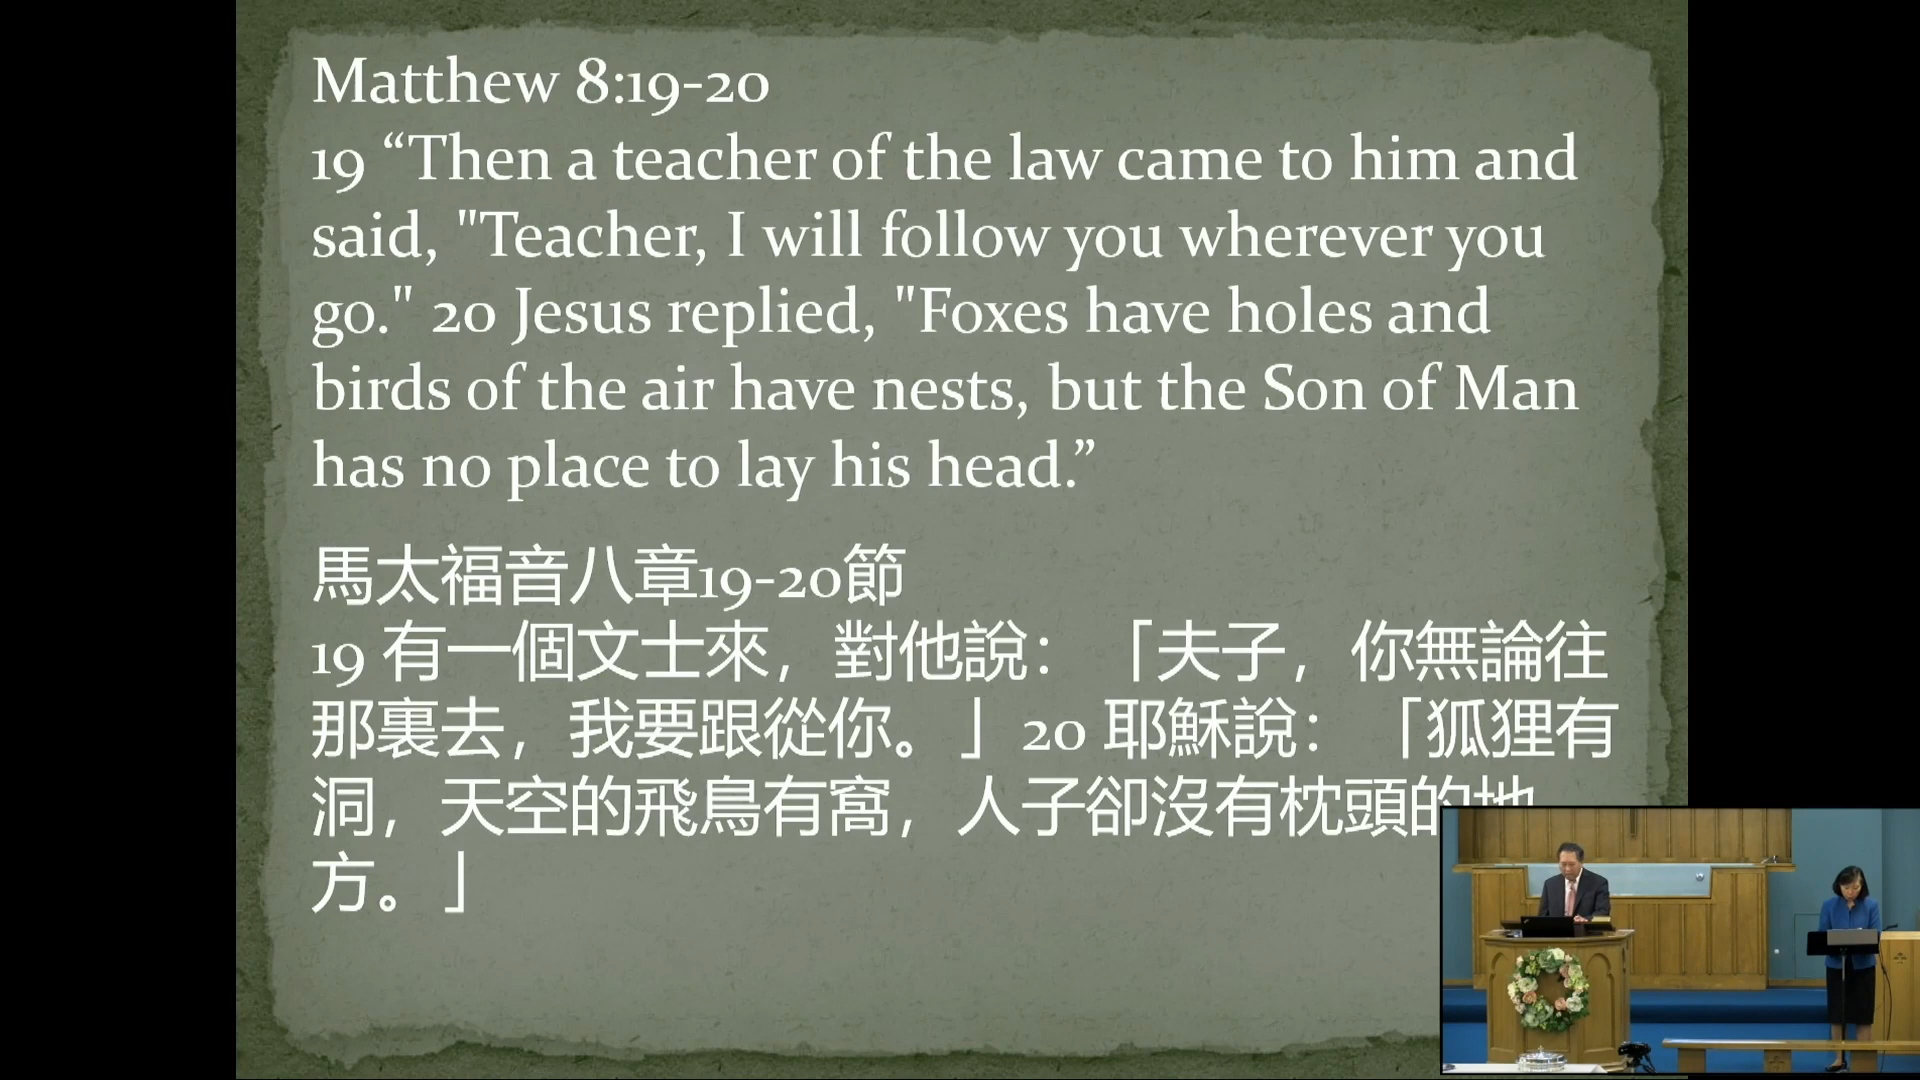 Matthew 8:19-20
19 “Then a teacher of the law came to him and
said, "Teacher, I will follow you wherever you
go." 20 Jesus replied, "Foxes have holes and
birds of the air have nests, but the Son of Man
has no place to lay his head.”
馬太福音八章19-20節
19 有一個文士來，對他說：「夫子，你無論往
那裏去，我要跟從你。」20 耶穌說：「狐狸有
洞，天空的飛鳥有窩，人子卻沒有枕頭的地
方。」